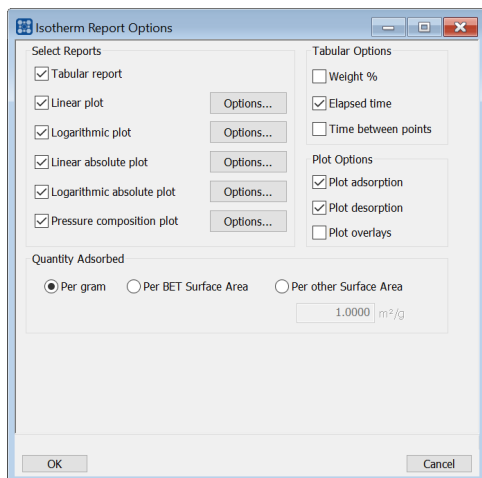 Isotherm Report Options
Select Reports
Tabular report
Linear plot Options...
Logarithmic plot Options...
Linear absolute plot Options...
Logarithmic absolute plot Options...
Pressure composition plot Options...
Tabular Options
Weight %
Elapsed time
Time between points
Plot Options
Plot adsorption
Plot desorption
Plot overlays
Quantity Adsorbed
Per gram Per BET Surface Area Per other Surface Area
1.0000 m²/g
OK Cancel